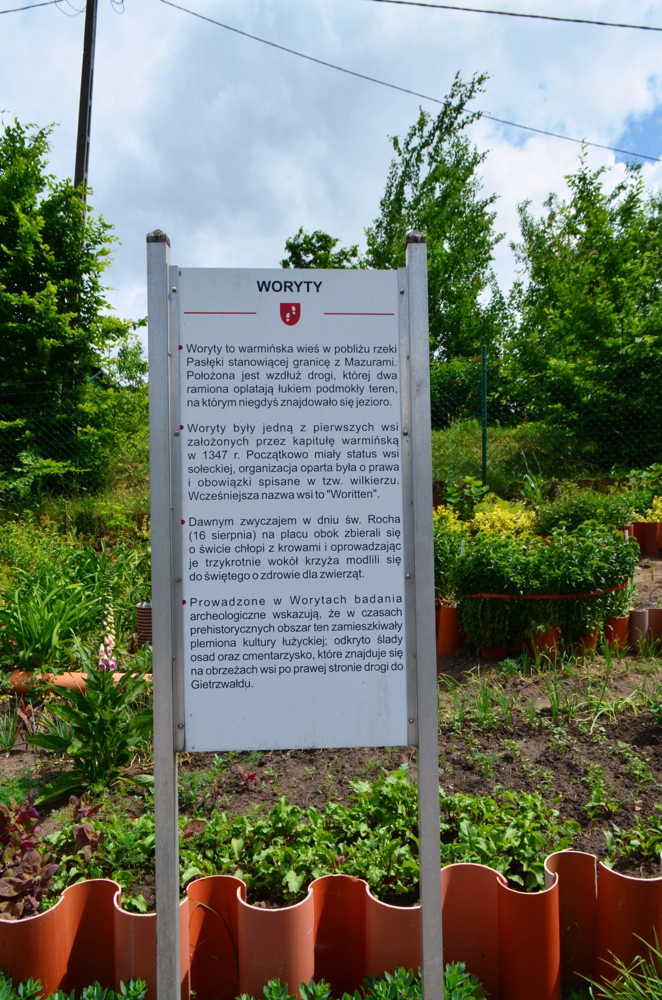 WORYTY
Woryty to warmińska wieś w pobliżu rzeki
Pasłęki stanowiącej granicę z Mazurami.
Położona jest wzdłuż drogi, której dwa
ramiona oplatają łukiem podmokły teren,
na którym niegdyś znajdowało się jezioro.
Woryty były jedną z pierwszych wsi
założonych przez kapitułę warmińską
w 1347 r. Początkowo miały status wsi
sołeckiej, organizacja oparta była o prawa
i obowiązki spisane w tzw. wilkierzu.
Wcześniejsza nazwa wsi to "Woritten".
Dawnym zwyczajem w dniu św. Rocha
(16 sierpnia) na placu obok zbierali się
o świcie chłopi z krowami i oprowadzając
je trzykrotnie wokół krzyża modlili się
do świętego o zdrowie dla zwierząt.
Prowadzone w Worytach badania
archeologiczne wskazują, że w czasach
prehistorycznych obszar ten zamieszkiwały
plemiona kultury łużyckiej; odkryto ślady
osad oraz cmentarzysko, które znajduje się
na obrzeżach wsi po prawej stronie drogi do
Gietrzwałdu.